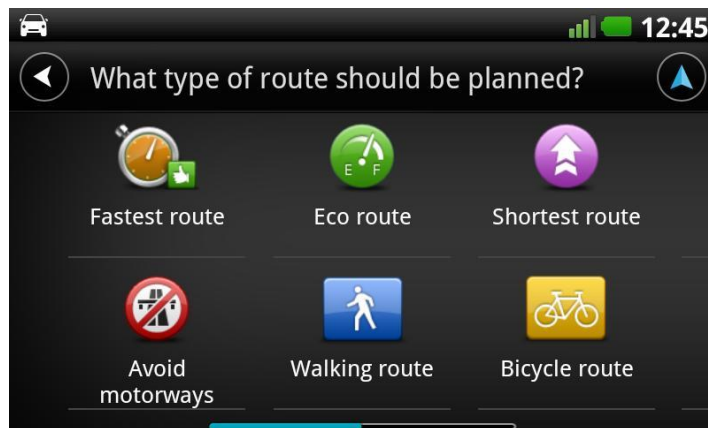 12:45
What type of route should be planned?
E F
Fastest route
Eco route
Shortest route
Avoid
motorways
Walking route
Bicycle route